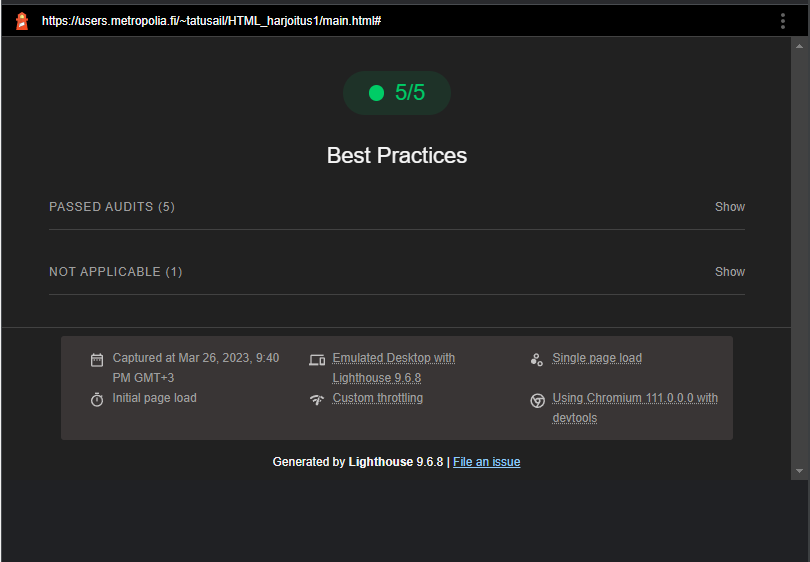 https://users.metropolia.fi/~tatusail/HTML_harjoitus1/main.html#
5/5
Best Practices
PASSED AUDITS (5) Show
NOT APPLICABLE (1) Show
Captured at Mar 26, 2023, 9:40
PM GMT+3
Emulated Desktop with
Lighthouse 9.6.8
Single page load
Initial page load
Custom throttling
Using Chromium 111.0.0.0 with
devtools
Generated by Lighthouse 9.6.8 | File an issue